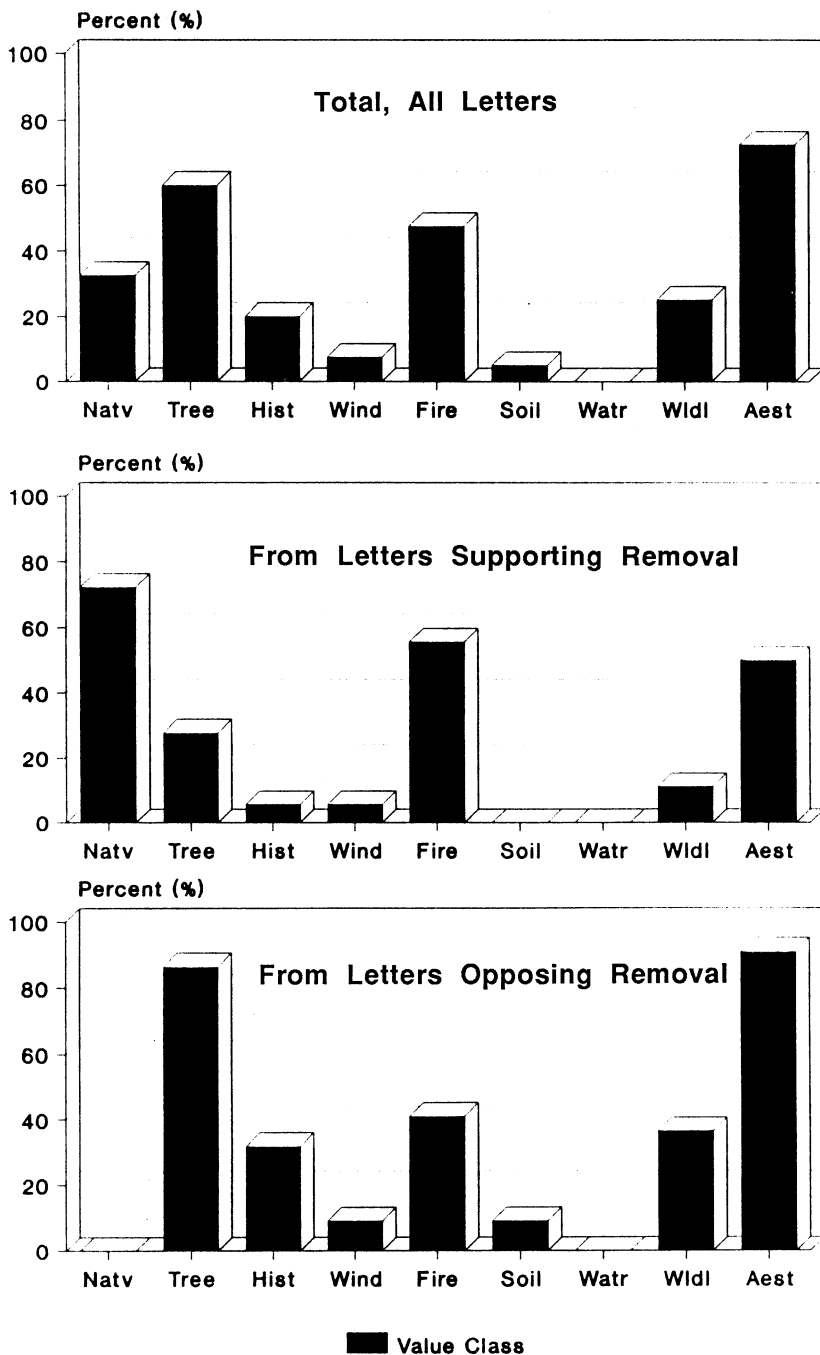 Percent (%)
Total, All Letters
100
80
60
40
20
0
Natv Tree Hist Wind Fire Soil Watr Wldl Aest
Percent (%)
From Letters Supporting Removal
100
80
60
40
20
0
Natv Tree Hist Wind Fire Soil Watr Wldl Aest
Percent (%)
From Letters Opposing Removal
100
80
60
40
20
0
Natv Tree Hist Wind Fire Soil Watr Wldl Aest
Value Class